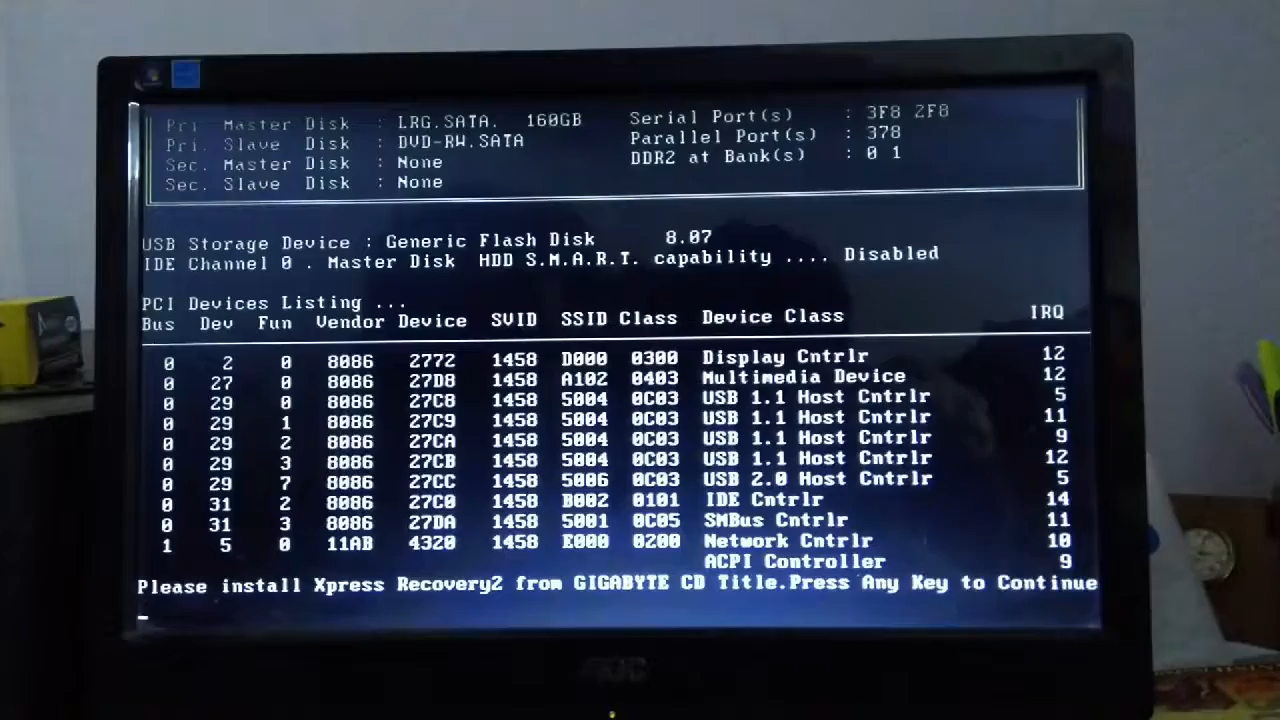 Pri. Master Disk : LRG.SATA. 160GB Serial Port(s) : 3F8 2F8
Pri. Slave Disk : DVD-RW.SATA Parallel Port(s) : 378
Sec. Master Disk : None DDR2 at Bank(s) : 0 1
Sec. Slave Disk : None
USB Storage Device : Generic Flash Disk 8.07
IDE Channel 0 . Master Disk HDD S.M.A.R.T. capability .... Disabled
PCI Devices Listing ...
Bus Dev Fun Vendor Device SVID SSID Class Device Class IRQ
0 2 0 8086 2772 1458 D000 0300 Display Cntrlr 12
0 27 0 8086 27D8 1458 A102 0403 Multimedia Device 12
0 29 0 8086 27C8 1458 5004 0C03 USB 1.1 Host Cntrlr 5
0 29 1 8086 27C9 1458 5004 0C03 USB 1.1 Host Cntrlr 11
0 29 2 8086 27CA 1458 5004 0C03 USB 1.1 Host Cntrlr 9
0 29 3 8086 27CB 1458 5004 0C03 USB 1.1 Host Cntrlr 12
0 29 7 8086 27CC 1458 5006 0C03 USB 2.0 Host Cntrlr 5
0 31 2 8086 27C0 1458 B002 0101 IDE Cntrlr 14
0 31 3 8086 27DA 1458 5001 0C05 SMBus Cntrlr 11
1 5 0 11AB 4320 1458 E000 0200 Network Cntrlr 10
ACPI Controller 9
Please install Xpress Recovery2 from GIGABYTE CD Title.Press Any Key to Continue
AOC